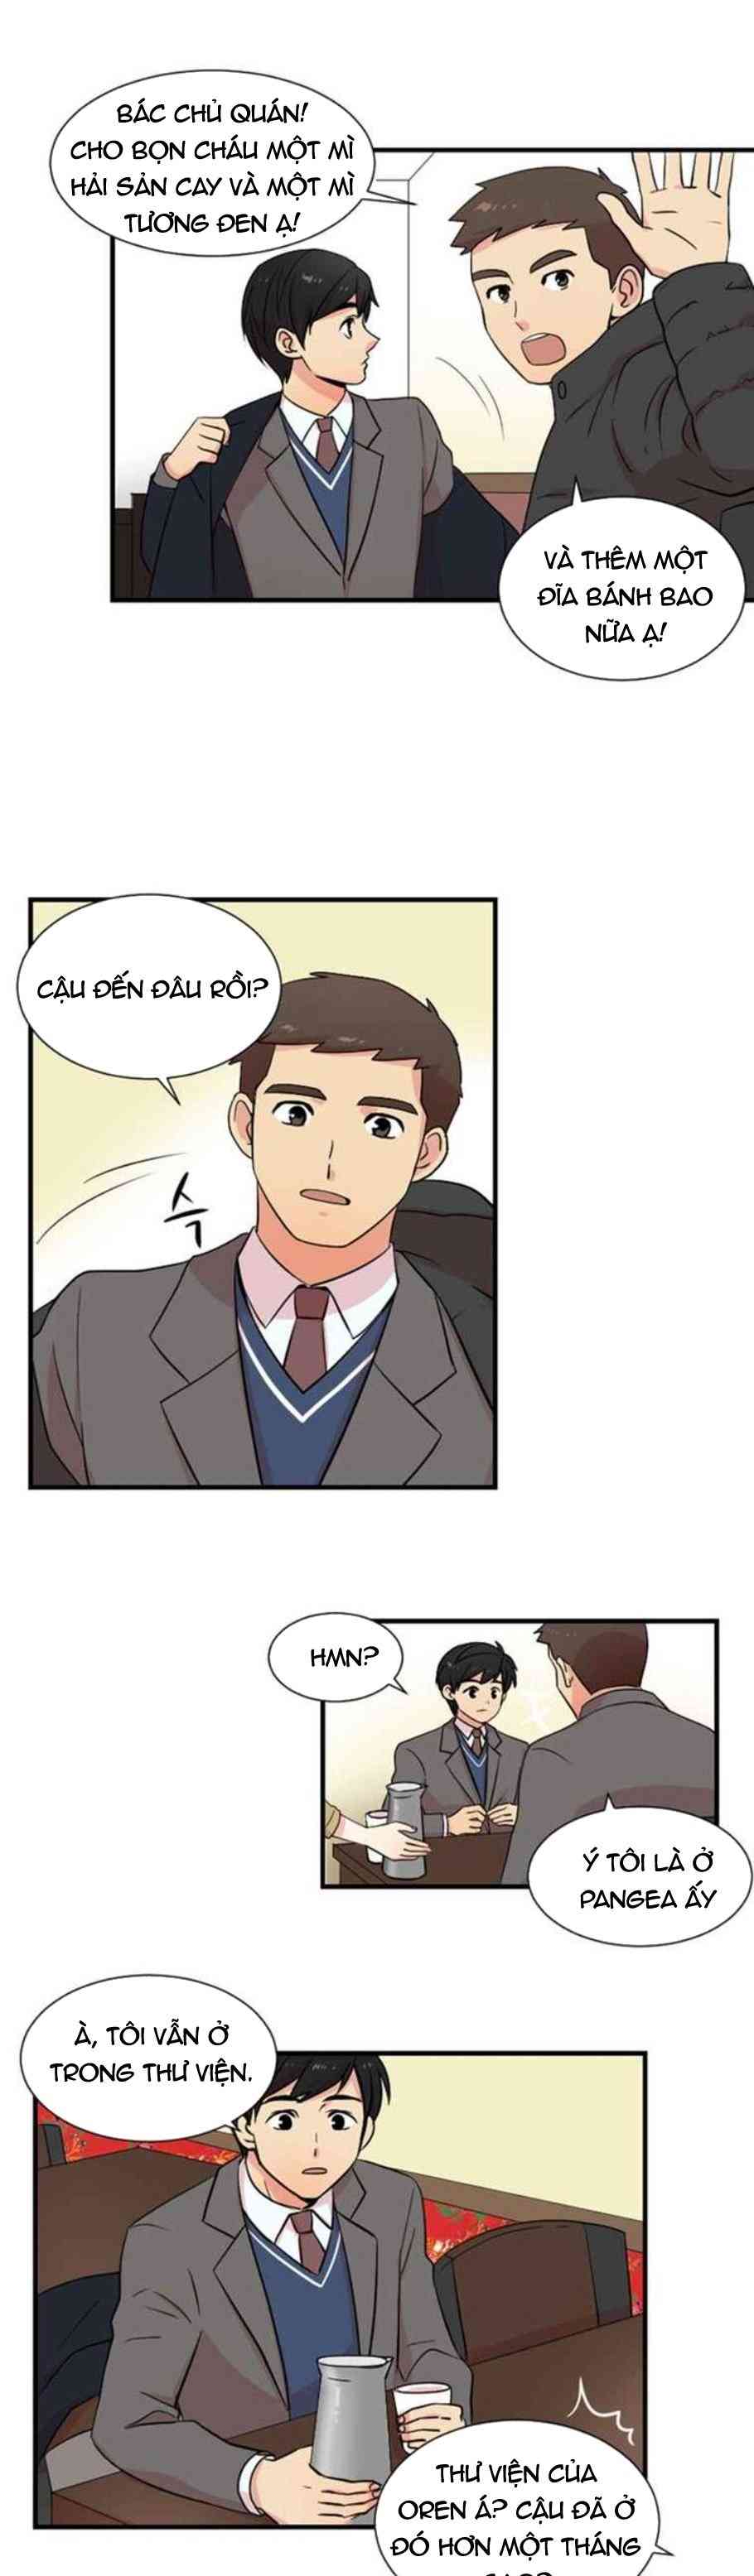 BÁC CHỦ QUÁN!
CHO BỌN CHÁU MỘT MÌ
HẢI SẢN CAY VÀ MỘT MÌ
TƯƠNG ĐEN Ạ!
VÀ THÊM MỘT
ĐĨA BÁNH BAO
NỮA Ạ!
CẬU ĐẾN ĐÂU RỒI?
슥
HMN?
Ý TÔI LÀ Ở
PANGEA ẤY
À, TÔI VẪN Ở
TRONG THƯ VIỆN.
THƯ VIỆN CỦA
OREN Á? CẬU ĐÃ Ở
ĐÓ HƠN MỘT THÁNG